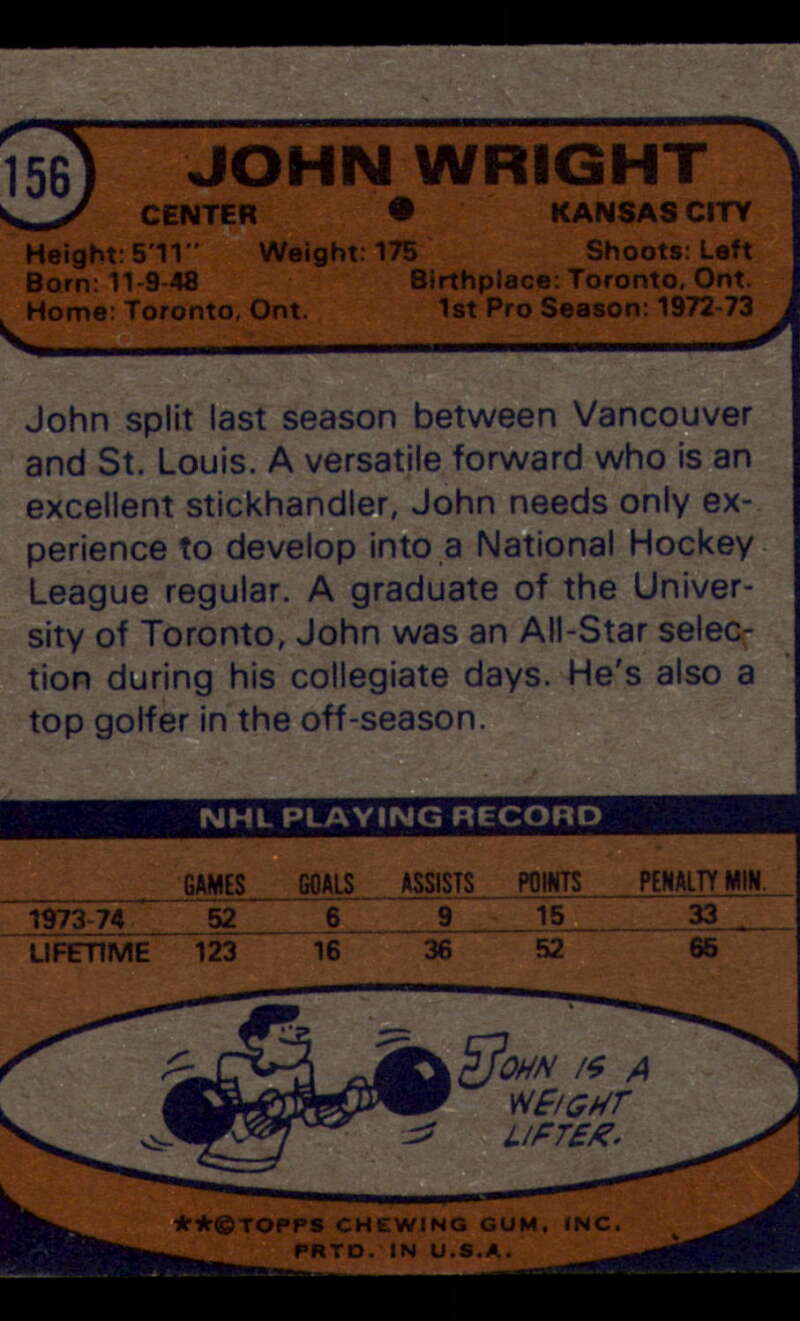 156
JOHN WRIGHT
CENTER ● KANSAS CITY
Height: 5'11" Weight: 175 Shoots: Left
Born: 11-9-48 Birthplace: Toronto, Ont.
Home: Toronto, Ont. 1st Pro Season: 1972-73
John split last season between Vancouver
and St. Louis. A versatile forward who is an
excellent stickhandler, John needs only ex-
perience to develop into a National Hockey
League regular. A graduate of the Univer-
sity of Toronto, John was an All-Star selec-
tion during his collegiate days. He's also a
top golfer in the off-season.
NHL PLAYING RECORD
GAMES GOALS ASSISTS POINTS PENALTY MIN.
1973-74 52 6 9 15 33
LIFETIME 123 16 36 52 65
JOHN IS A
WEIGHT
LIFTER.
**©TOPPS CHEWING GUM, INC.
PRTD. IN U.S.A.